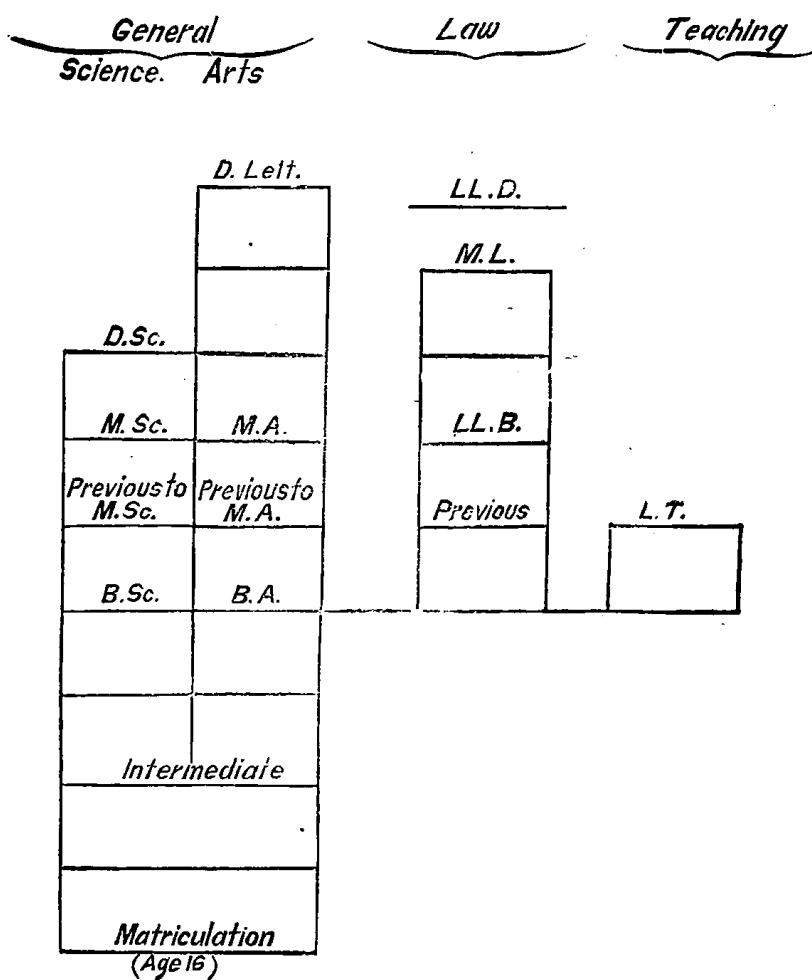 General
Law
Teaching
Science. Arts
D. Lett.
LL.D.
M.L.
D.Sc.
M.Sc.
M.A.
LL.B.
Previous to
M.Sc.
Previous to
M.A.
Previous
L.T.
B.Sc.
B.A.
Intermediate
Matriculation
(Age 16)